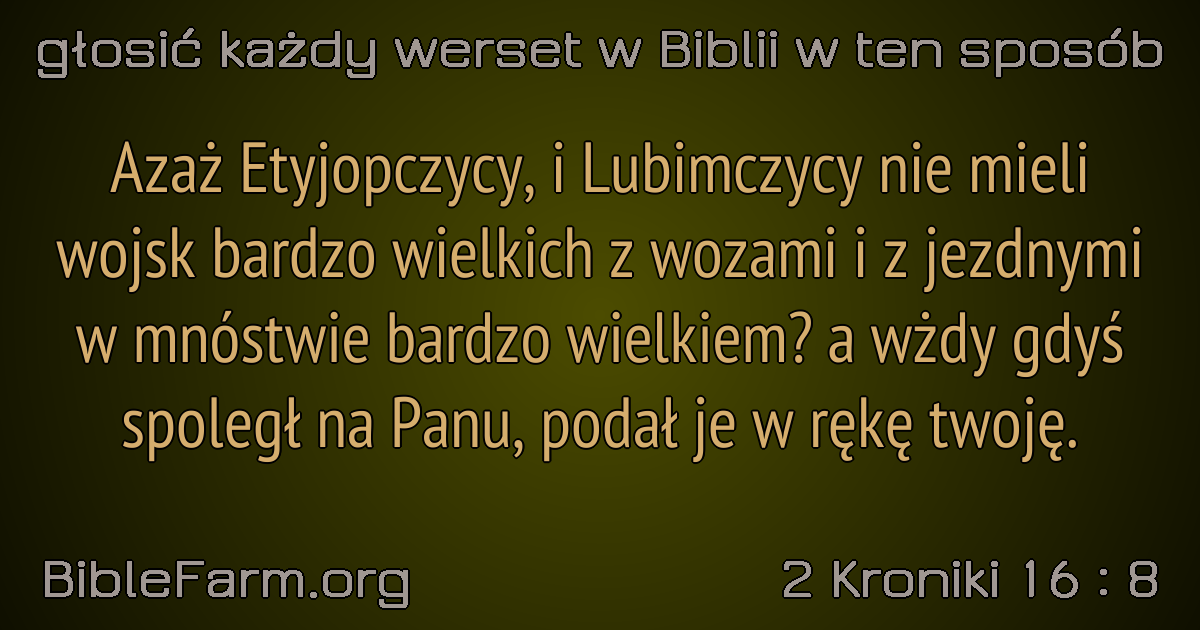 głosić każdy werset w Biblii w ten sposób
Azaż Etyjopczycy, i Lubimczycy nie mieli
wojsk bardzo wielkich z wozami i z jezdnymi
w mnóstwie bardzo wielkiem? a wżdy gdyś
spoległ na Panu, podał je w rękę twoję.
BibleFarm.org
2 Kroniki 16 : 8